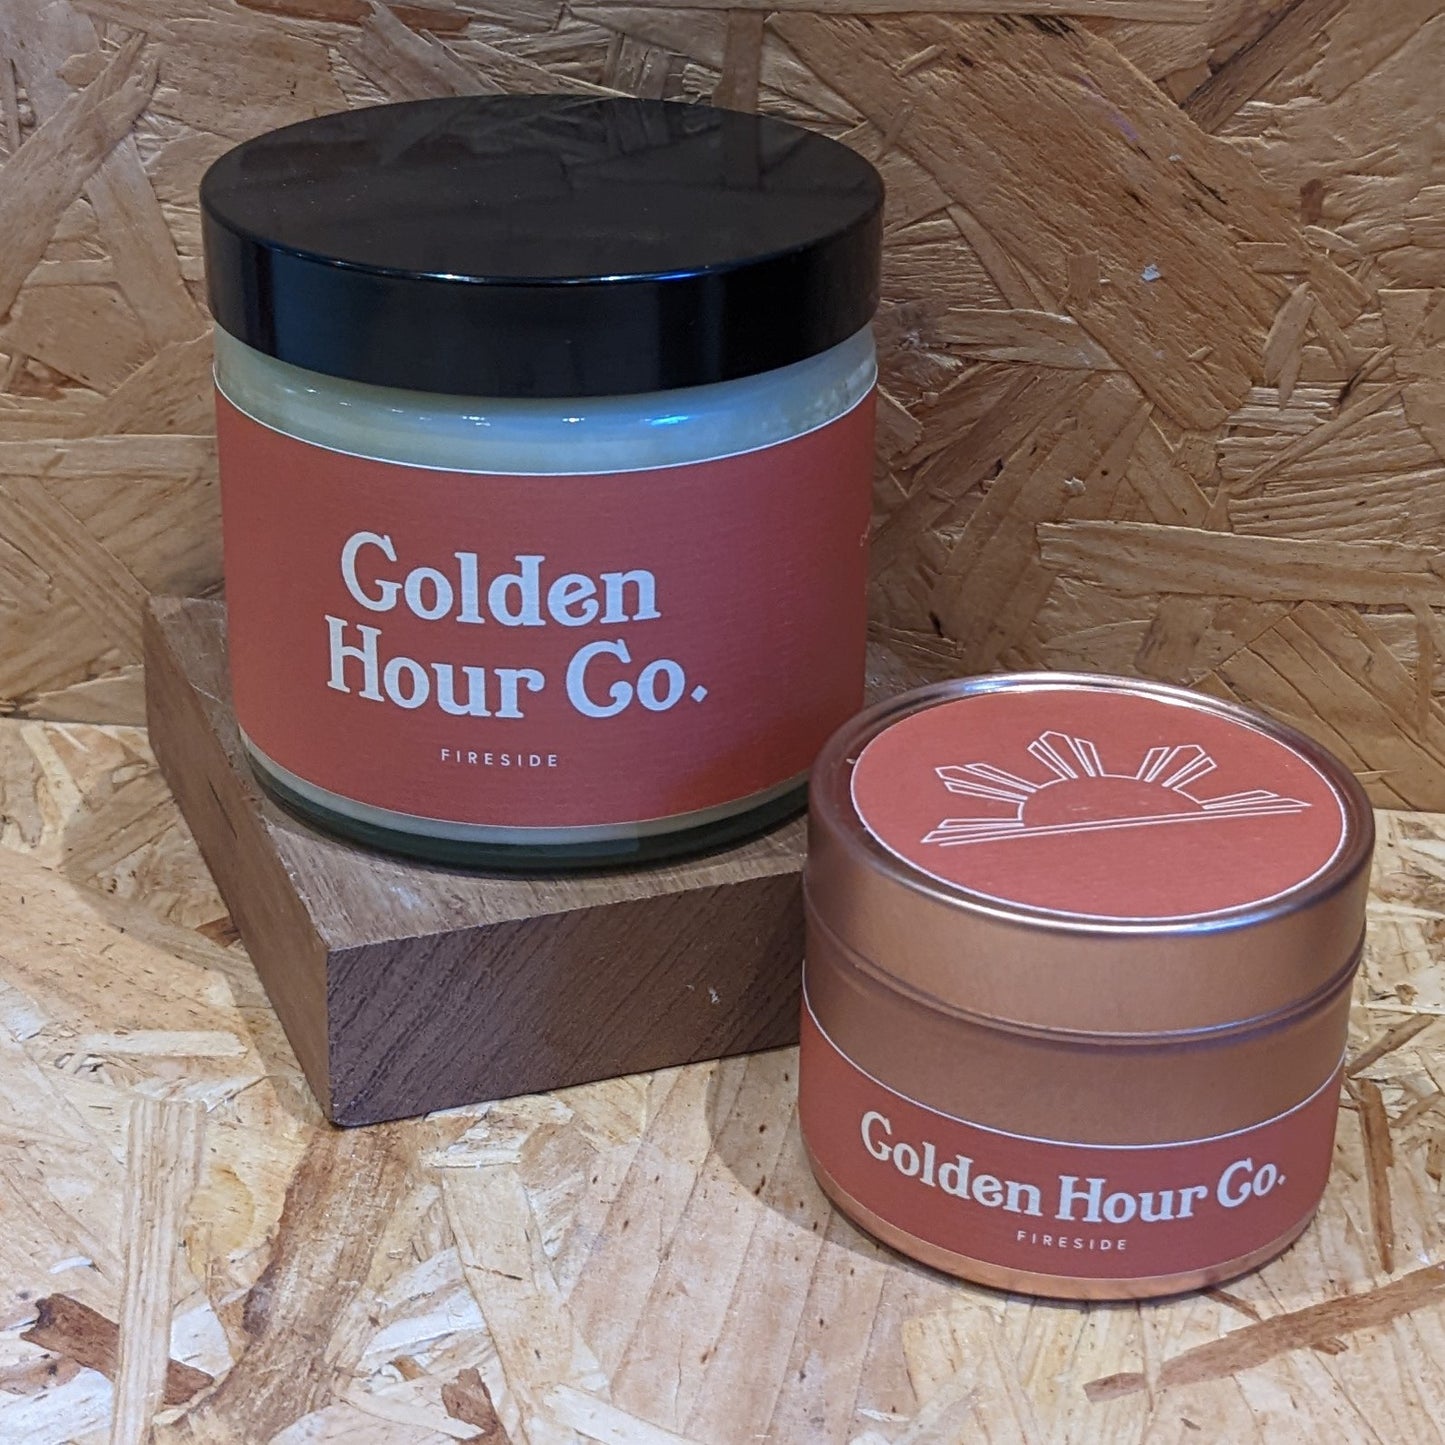 Golden
Hour Co.
FIRESIDE
Golden Hour Co.
FIRESIDE